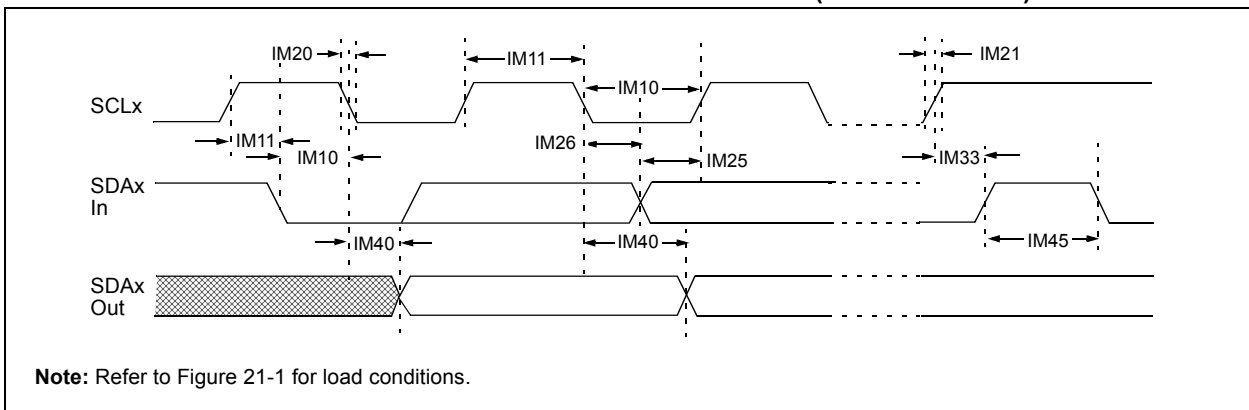 IM20
IM11
IM21
SCLx
IM10
IM11
IM10
IM26
IM25
IM33
SDAx
In
IM40
IM40
IM45
SDAx
Out
Note: Refer to Figure 21-1 for load conditions.